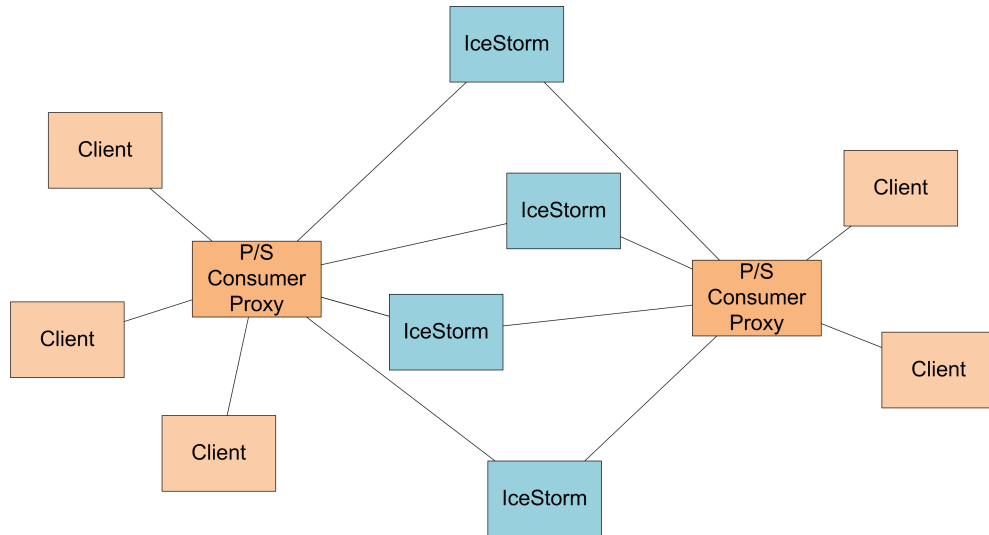 IceStorm
Client
Client
IceStorm
P/S
Consumer
Proxy
P/S
Consumer
Proxy
Client
IceStorm
Client
Client
IceStorm